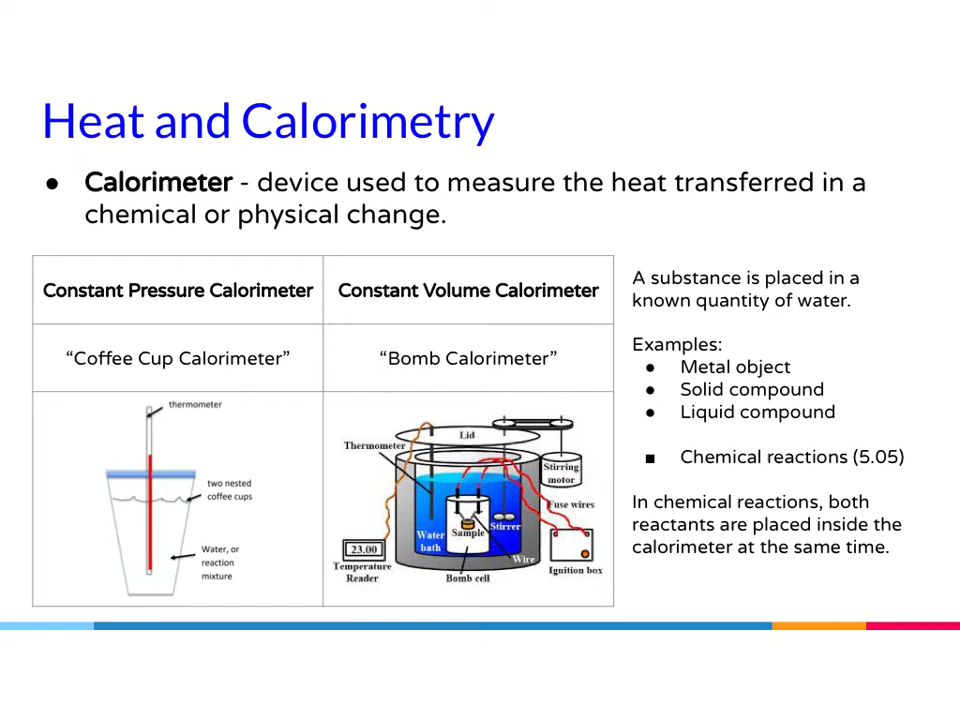 Heat and Calorimetry
● Calorimeter - device used to measure the heat transferred in a
chemical or physical change.
Constant Pressure Calorimeter
Constant Volume Calorimeter
“Coffee Cup Calorimeter”
“Bomb Calorimeter”
thermometer
two nested
coffee cups
Water, or
reaction
mixture
Lid
Thermometer
Stirring
motor
Fuse wires
Stirrer
Sample
Water
bath
Wire
23.00
Temperature
Reader
Bomb cell
Ignition box
A substance is placed in a
known quantity of water.
Examples:
● Metal object
● Solid compound
● Liquid compound
■ Chemical reactions (5.05)
In chemical reactions, both
reactants are placed inside the
calorimeter at the same time.